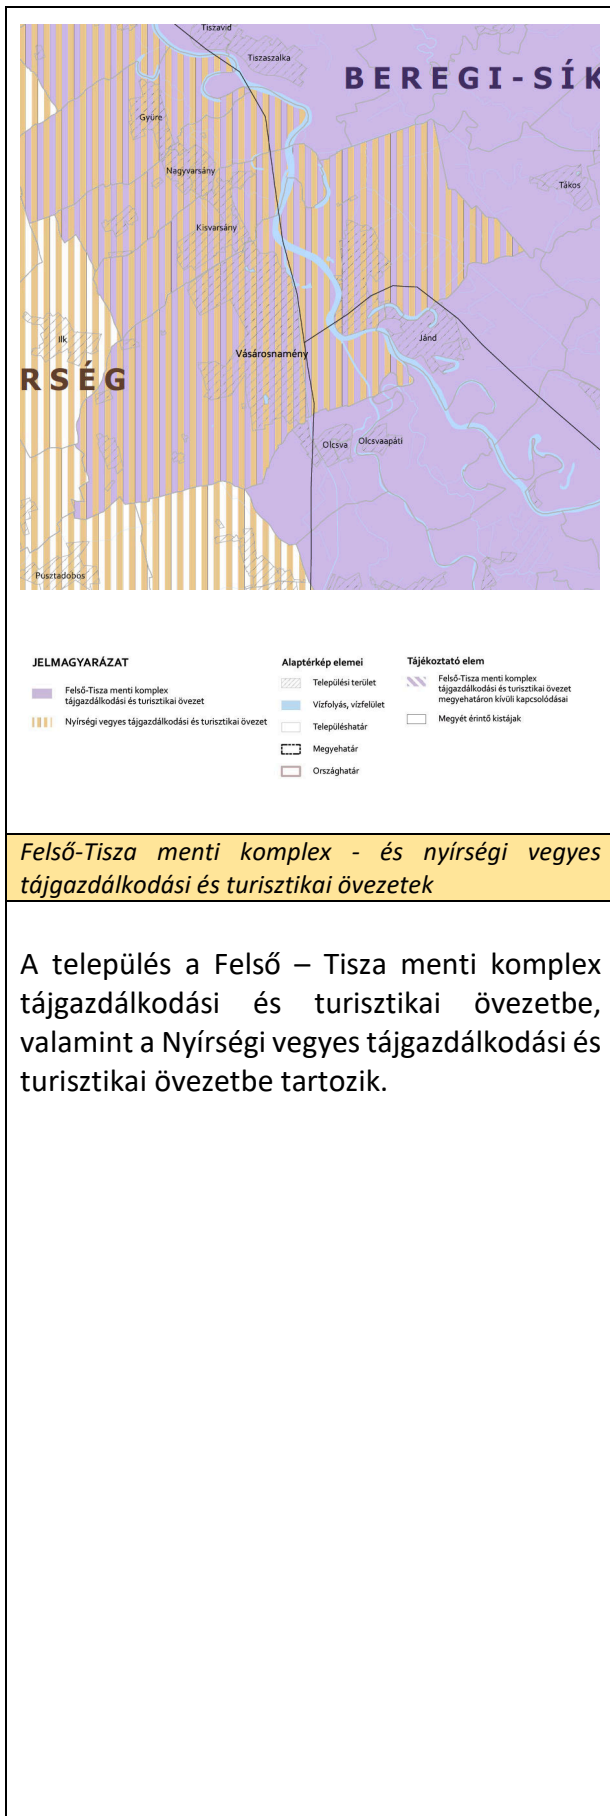 Tiszavid
Tiszaszalka
BEREGI-SÍK
Gyüre
Nagyvarsány
Tákos
Kisvarsány
Ilk
Jánd
Vásárosnamény
RSÉG
Olcsva
Olcsvaapáti
Pusztadobos
JELMAGYARÁZAT
Felső-Tisza menti komplex
tájgazdálkodási és turisztikai övezet
Nyírségi vegyes tájgazdálkodási és turisztikai övezet
Alaptérkép elemei
Települési terület
Vízfolyás, vízfelület
Településhatár
Megyehatár
Országhatár
Tájékoztató elem
Felső-Tisza menti komplex
tájgazdálkodási és turisztikai övezet
megyehatáron kívüli kapcsolódásai
Megyét érintő kistájak
Felső-Tisza menti komplex - és nyírségi vegyes
tájgazdálkodási és turisztikai övezetek
A település a Felső – Tisza menti komplex
tájgazdálkodási és turisztikai övezetbe,
valamint a Nyírségi vegyes tájgazdálkodási és
turisztikai övezetbe tartozik.